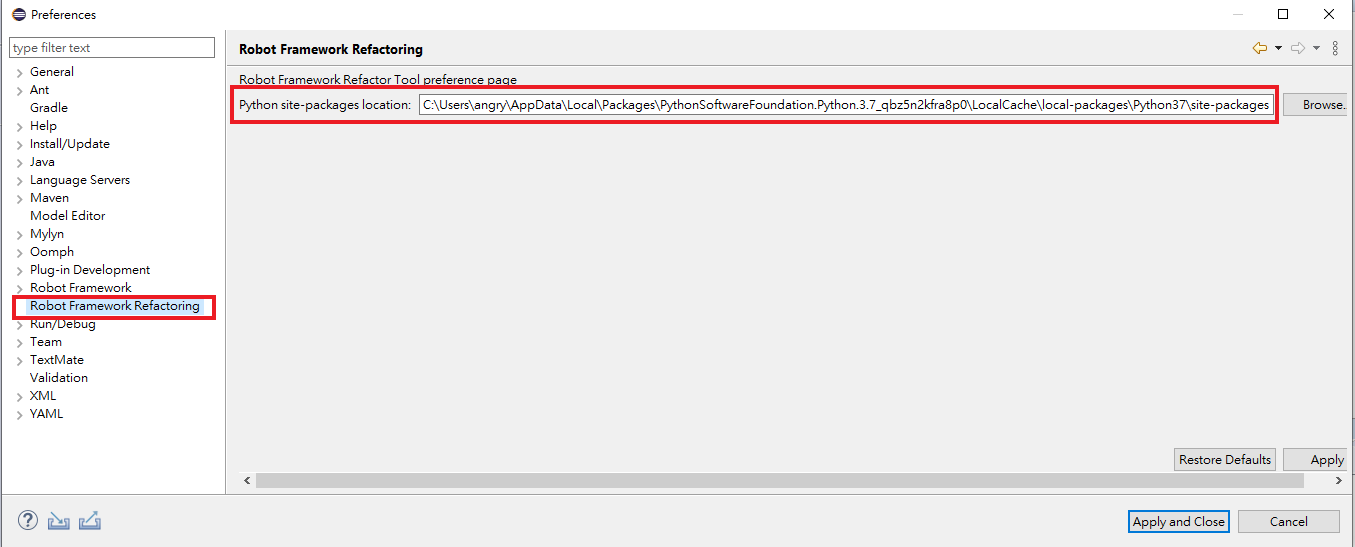 Preferences
type filter text
General
Ant
Gradle
Help
Install/Update
Java
Language Servers
Maven
Model Editor
Mylyn
Oomph
Plug-in Development
Robot Framework
Robot Framework Refactoring
Run/Debug
Team
TextMate
Validation
XML
YAML
Robot Framework Refactoring
Robot Framework Refactor Tool preference page
Python site-packages location: C:\Users\angry\AppData\Local\Packages\PythonSoftwareFoundation.Python.3.7_qbz5n2kfra8p0\LocalCache\local-packages\Python37\site-packages Browse.
Restore Defaults Apply
Apply and Close Cancel